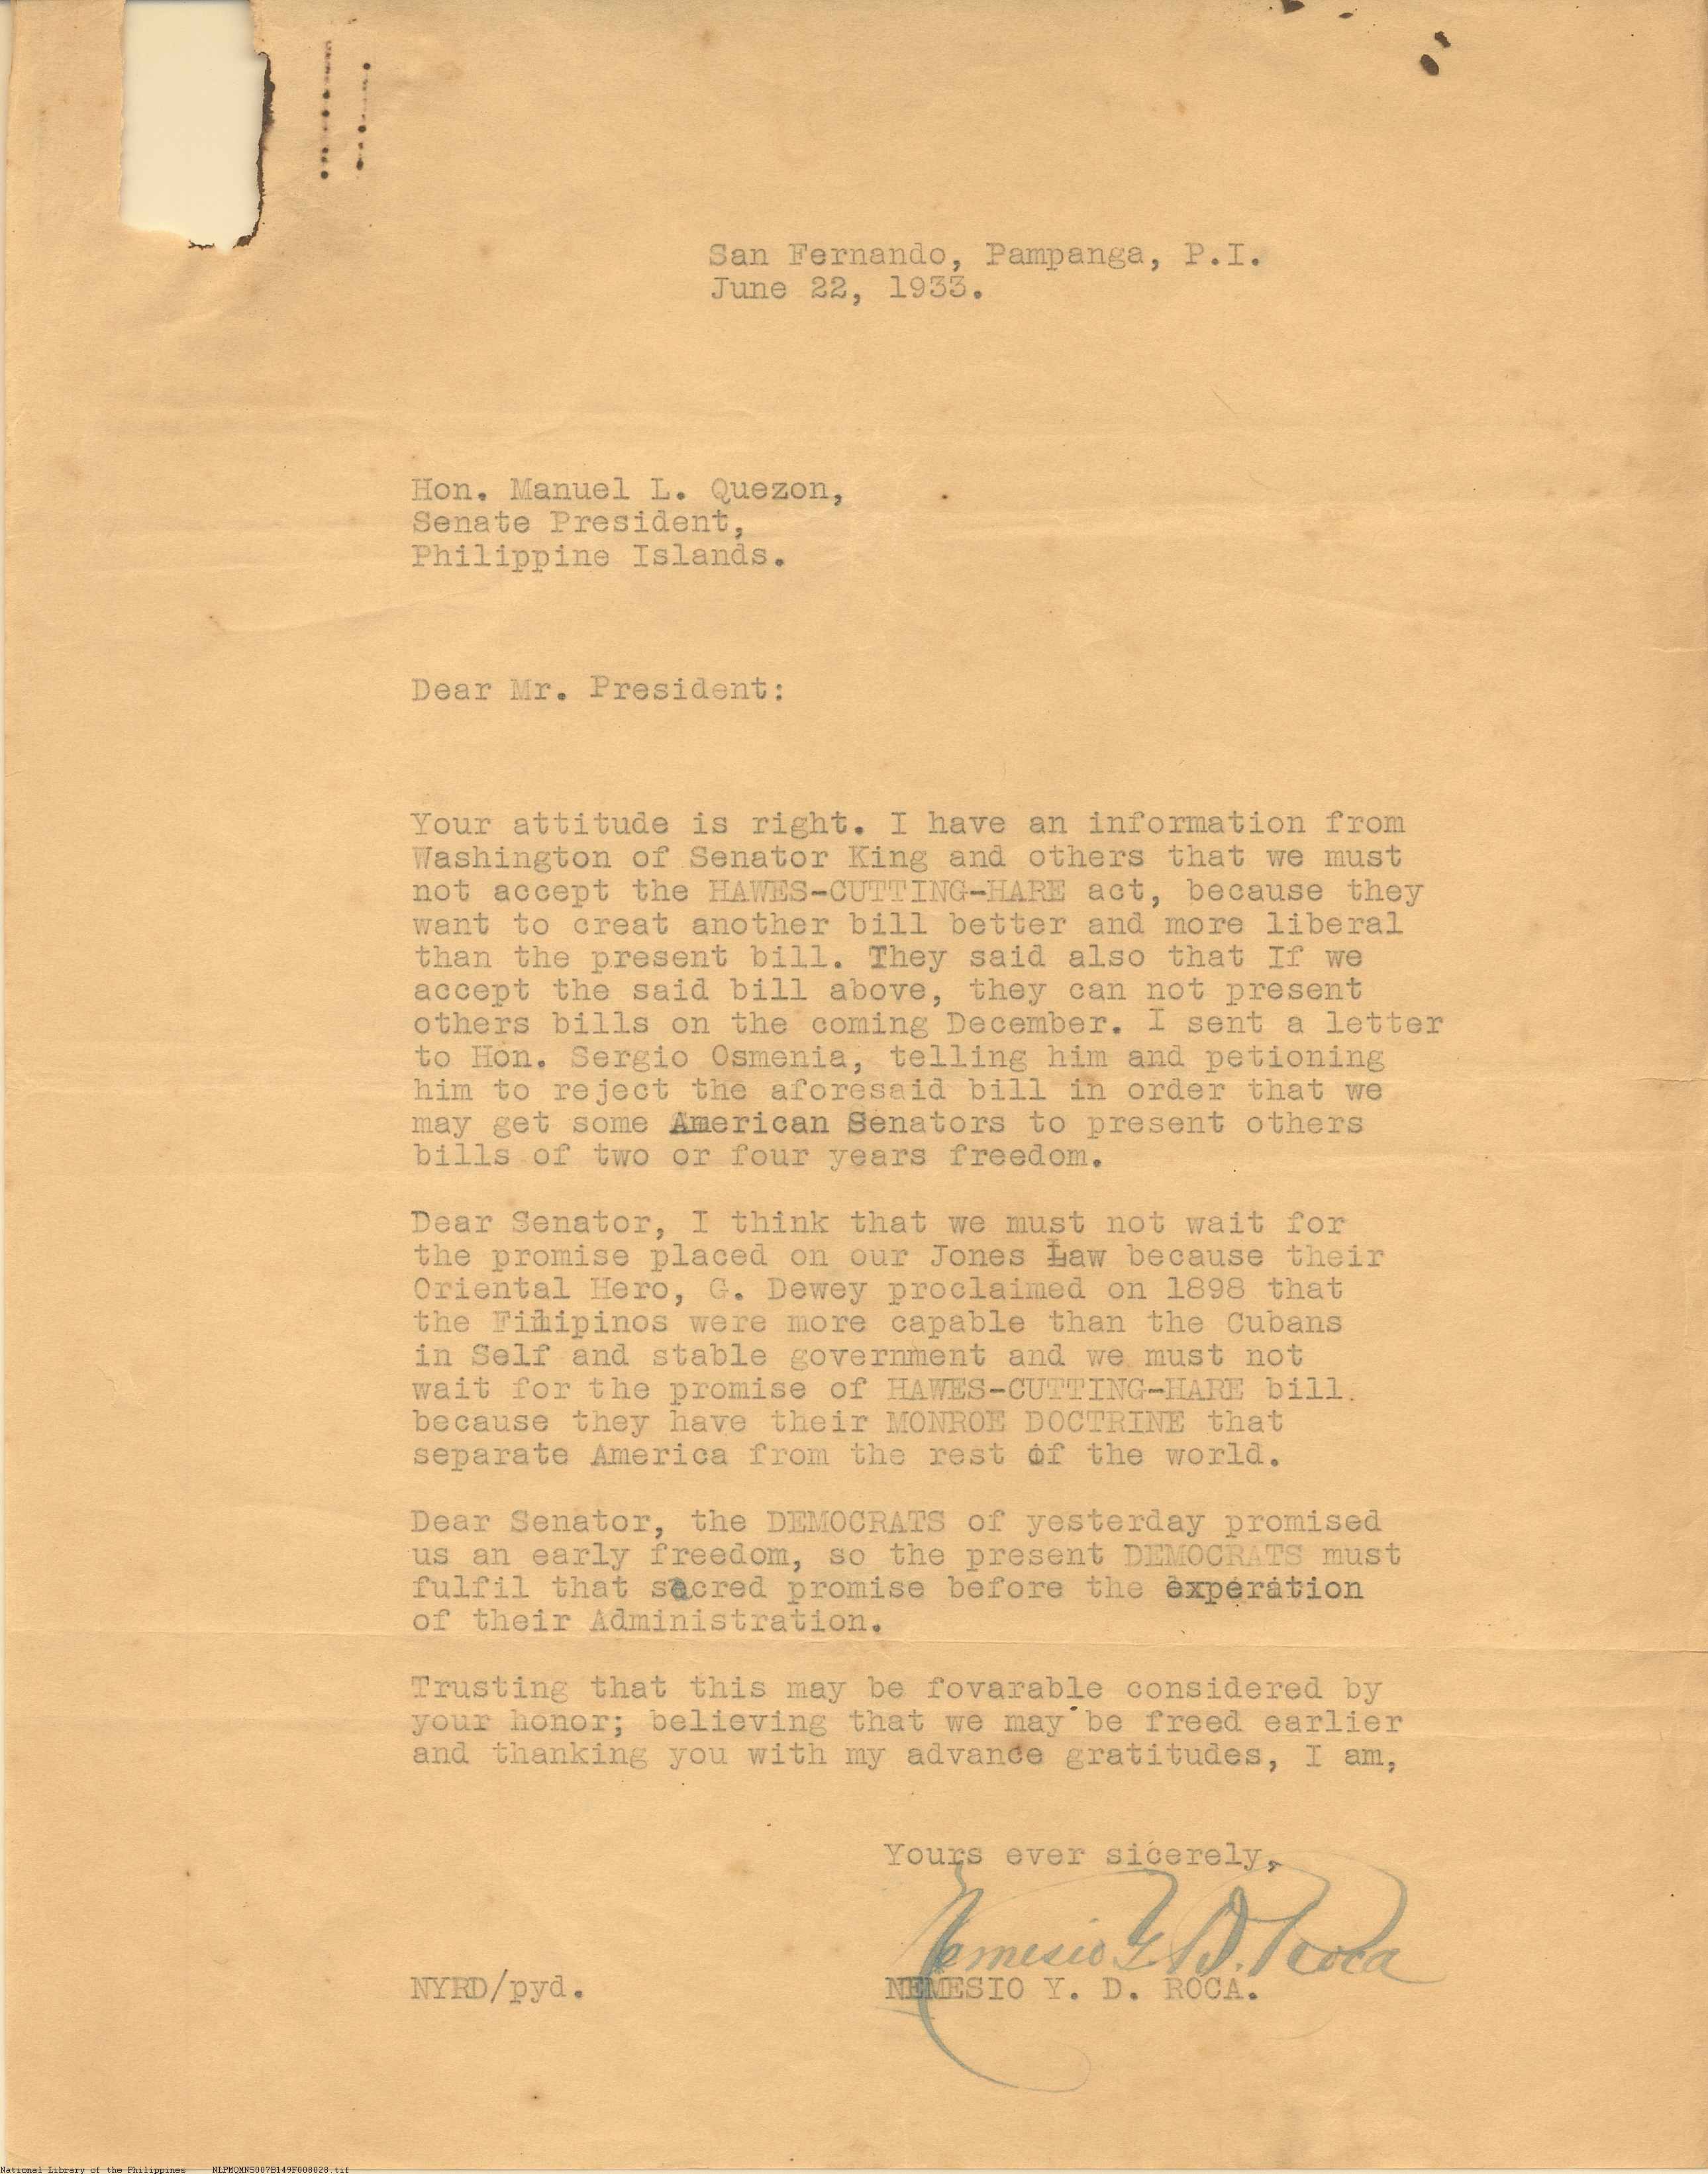 San Fernando, Pampanga, P.I.
June 22, 1933.
Hon. Manuel L. Quezon,
Senate President,
Philippine Islands.
Dear Mr. President:
Your attitude is right. I have an information from
Washington of Senator King and others that we must
not accept the HAWES-CUTTING-HARE act, because they
want to creat another bill better and more liberal
than the present bill. They said also that If we
accept the said bill above, they can not present
others bills on the coming December. I sent a letter
to Hon. Sergio Osmenia, telling him and petioning
him to reject the aforesaid bill in order that we
may get some American Senators to present others
bills of two or four years freedom.
Dear Senator, I think that we must not wait for
the promise placed on our Jones Law because their
Oriental Hero, G. Dewey proclaimed on 1898 that
the Filipinos were more capable than the Cubans
in Self and stable government and we must not
wait for the promise of HAWES-CUTTING-HARE bill.
because they have their MONROE DOCTRINE that
separate America from the rest of the world.
Dear Senator, the DEMOCRATS of yesterday promised
us an early freedom, so the present DEMOCRATS must
fulfil that sacred promise before the experation
of their Administration.
Trusting that this may be fovarable considered by
your honor; believing that we may be freed earlier
and thanking you with my advance gratitudes, I am,
Yours ever sicerely,
Nemesio Y. D. Roca
NYRD/pyd. NEMESIO Y. D. ROCA.
National Library of the Philippines NLPMQMNS007B149F008028.tif